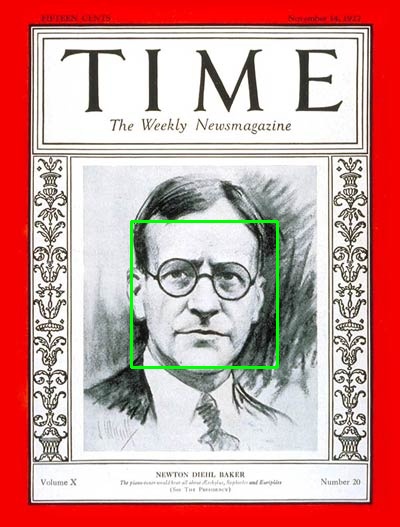 FIFTEEN CENTS November 14, 1927
TIME
The Weekly Newsmagazine
NEWTON DIEHL BAKER
Volume X The piano-tuner would hear all about Æschylus, Sophocles and Euripides Number 20
(SEE THE PRESIDENCY)